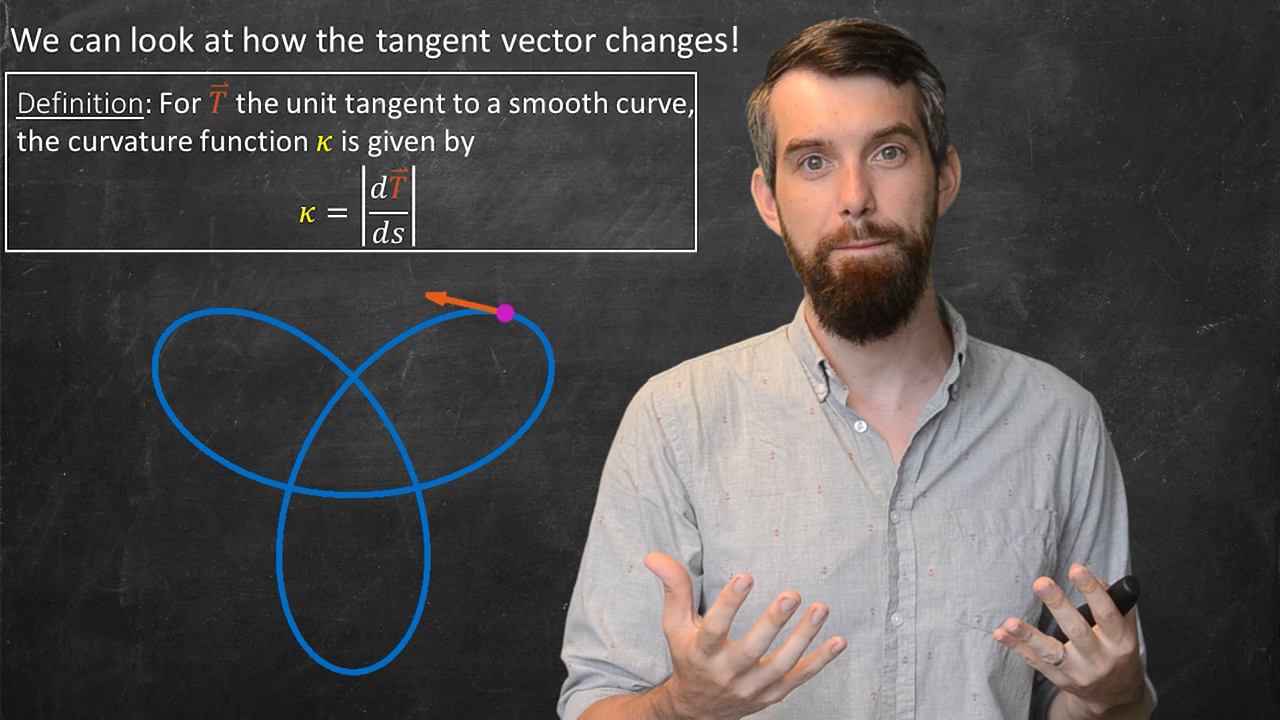 We can look at how the tangent vector changes!
Definition: For T⃗ the unit tangent to a smooth curve,
the curvature function κ is given by
κ = |dT⃗/ds|